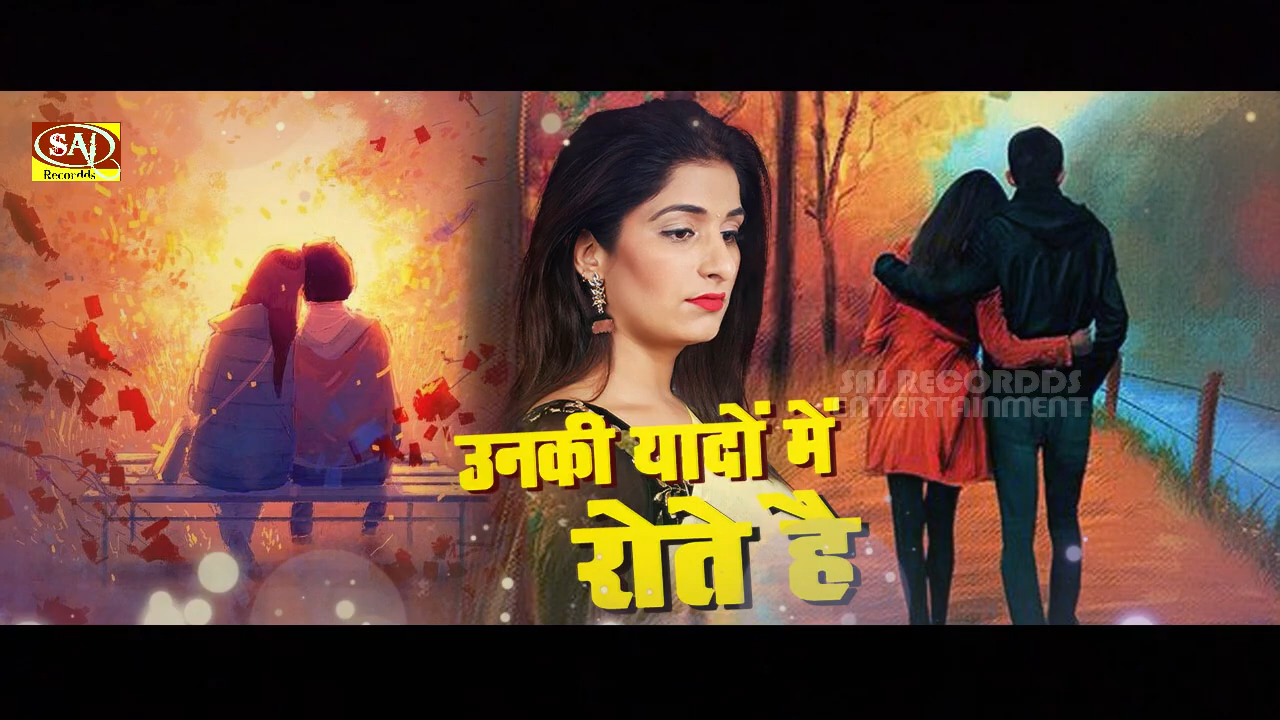 SAI
Recordds
SAI RECORDDS
ENTERTAINMENT
उनकी यादों में
रोते है